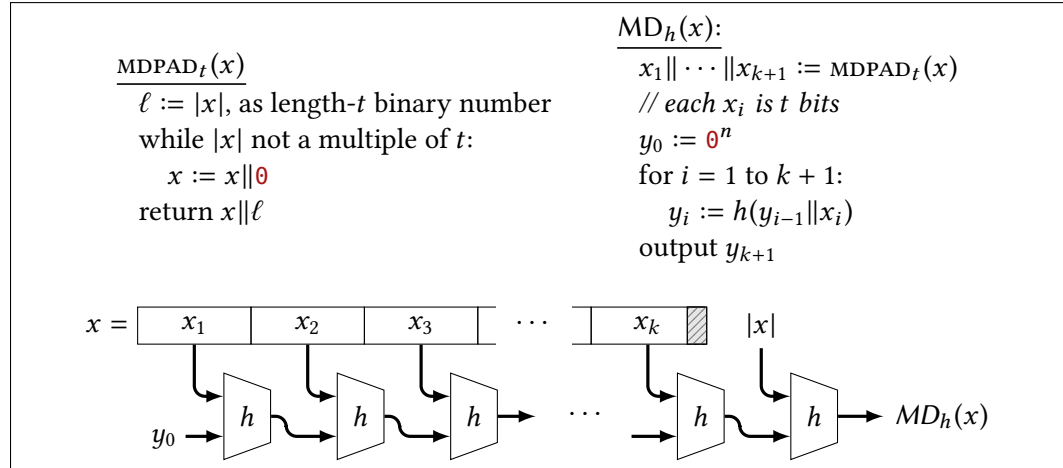 MDPAD_t(x)
ℓ := |x|, as length-t binary number
while |x| not a multiple of t:
x := x‖0
return x‖ℓ
MD_h(x):
x_1‖ · · · ‖x_{k+1} := MDPAD_t(x)
// each x_i is t bits
y_0 := 0^n
for i = 1 to k + 1:
y_i := h(y_{i−1}‖x_i)
output y_{k+1}
x = x_1 x_2 x_3 · · · x_k |x|
h h h · · · h h MD_h(x)
y_0